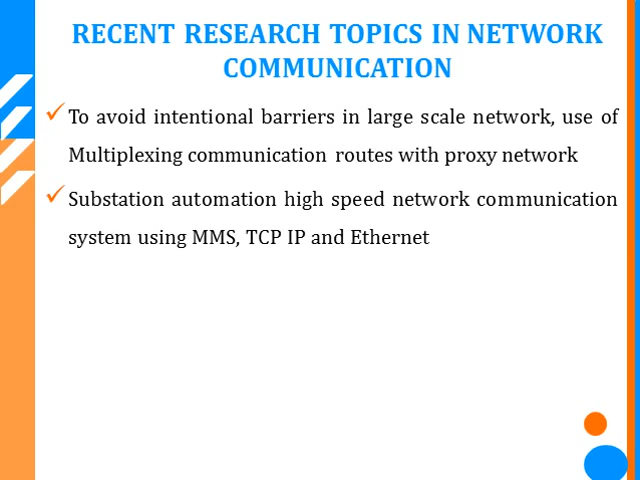 RECENT RESEARCH TOPICS IN NETWORK
COMMUNICATION
To avoid intentional barriers in large scale network, use of
Multiplexing communication routes with proxy network
Substation automation high speed network communication
system using MMS, TCP IP and Ethernet